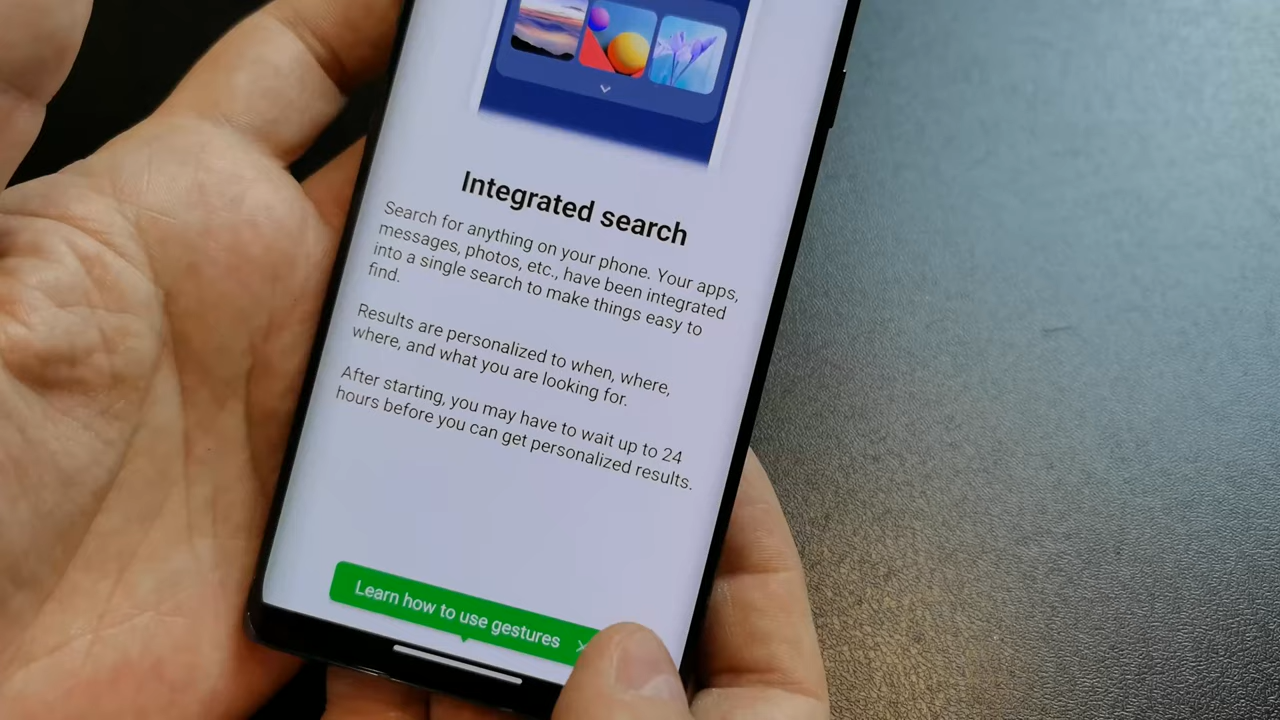 Integrated search
Search for anything on your phone. Your apps,
messages, photos, etc., have been integrated
into a single search to make things easy to
find.
Results are personalized to when, where,
where, and what you are looking for.
After starting, you may have to wait up to 24
hours before you can get personalized results.
Learn how to use gestures